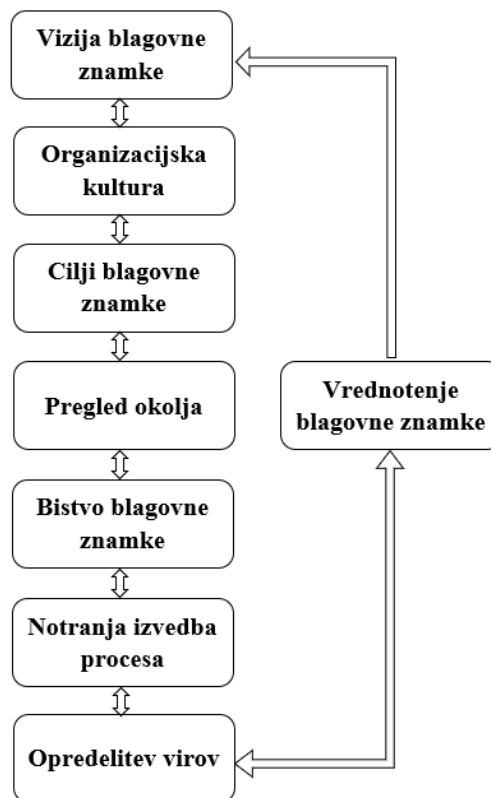 Vizija blagovne
znamke
Organizacijska
kultura
Cilji blagovne
znamke
Pregled okolja
Vrednotenje
blagovne znamke
Bistvo blagovne
znamke
Notranja izvedba
procesa
Opredelitev virov